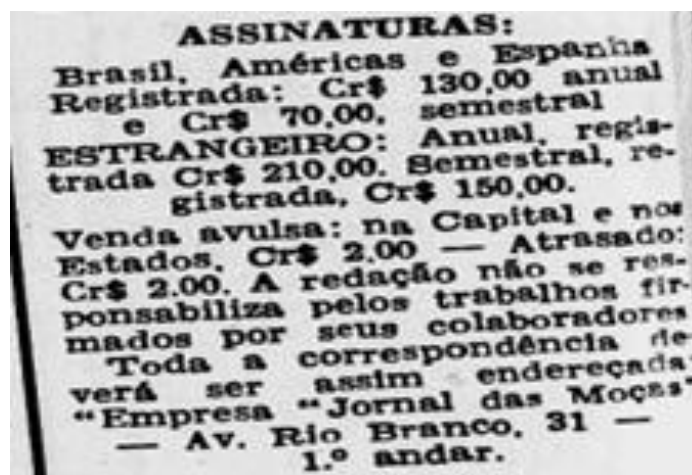 ASSINATURAS:
Brasil, Américas e Espanha
Registrada: Cr$ 130,00 anual
e Cr$ 70,00, semestral
ESTRANGEIRO: Anual, regis-
trada Cr$ 210,00. Semestral, re-
gistrada, Cr$ 150,00.
Venda avulsa: na Capital e nos
Estados, Cr$ 2.00 — Atrasado:
Cr$ 2.00. A redação não se res-
ponsabiliza pelos trabalhos fir-
mados por seus colaboradores
Toda a correspondência de
verá ser assim endereçada
"Empresa "Jornal das Moças"
— Av. Rio Branco, 31 —
1.º andar.